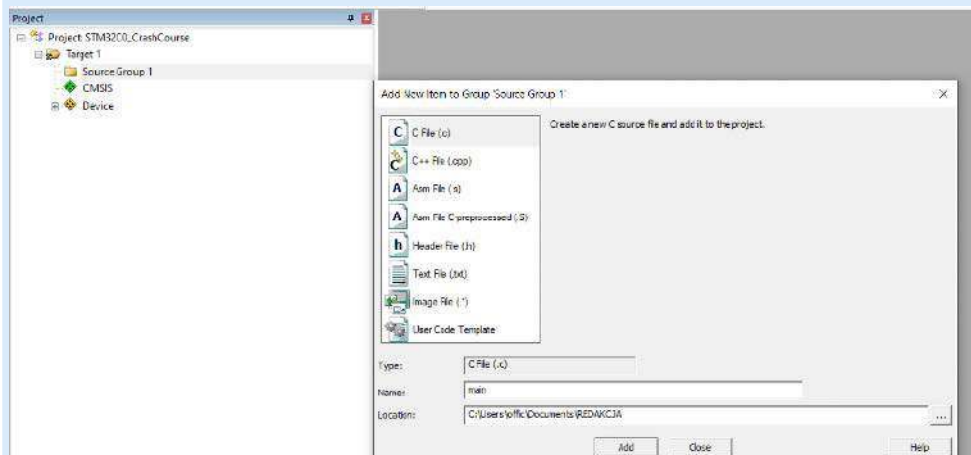 Project
Project: STM32C0_CrashCourse
Target 1
Source Group 1
CMSIS
Device
Add New Item to Group 'Source Group 1'
C File (.c)
C++ File (.cpp)
Asm File (.s)
Asm File C-preprocessed (.S)
Header File (.h)
Text File (.txt)
Image File (.*)
User Code Template
Create a new C source file and add it to the project.
Type:
C File (.c)
Name:
main
Location:
C:\Users\offic\Documents\REDAKCJA
...
Add
Close
Help